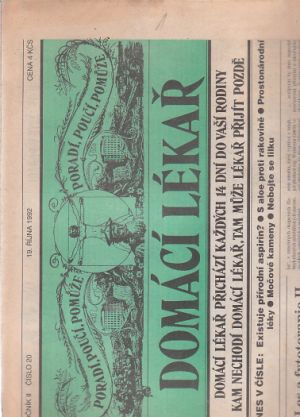 ČNÍK II ČÍSLO 20
19. ŘÍJNA 1992
CENA 4 KČS
PORADÍ, POUČÍ, POMŮŽE
PORADÍ, POUČÍ, POMŮŽE
DOMÁCÍ LÉKAŘ
DOMÁCÍ LÉKAŘ PŘICHÁZÍ KAŽDÝCH 14 DNÍ DO VAŠÍ RODINY
KAM NECHODÍ DOMÁCÍ LÉKAŘ, TAM MŮŽE LÉKAŘ PŘIJÍT POZDĚ
NES V ČÍSLE: Existuje přírodní aspirin? ● S aloe proti rakovině ● Prostonárodní
léky ● Močové kameny ● Nebojte se lilku